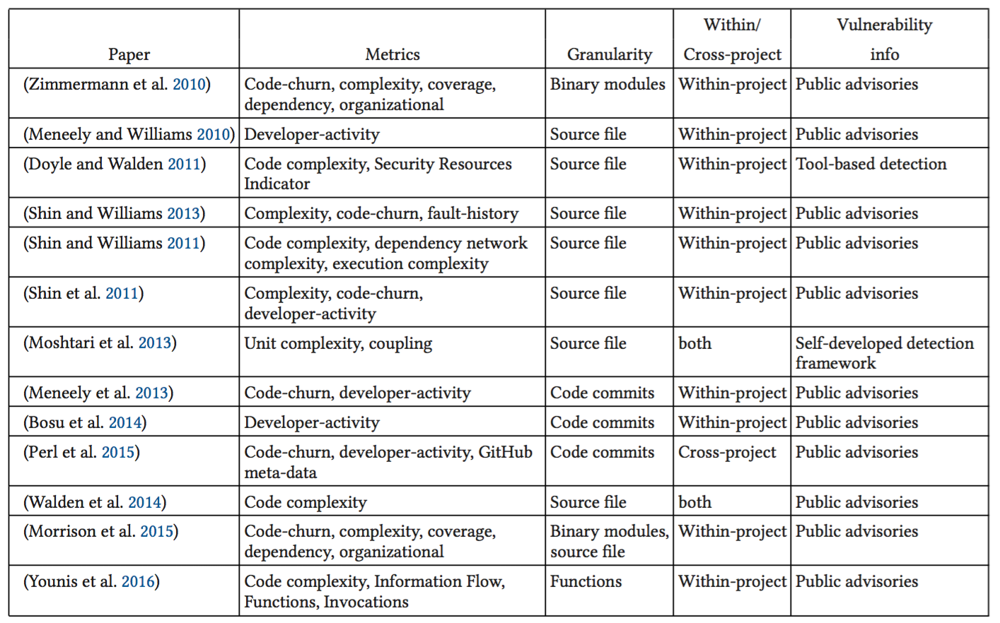 Paper Metrics Granularity Within/ Cross-project Vulnerability info
(Zimmermann et al. 2010) Code-churn, complexity, coverage, Binary modules Within-project Public advisories
dependency, organizational
(Meneely and Williams 2010) Developer-activity Source file Within-project Public advisories
(Doyle and Walden 2011) Code complexity, Security Resources Source file Within-project Tool-based detection
Indicator
(Shin and Williams 2013) Complexity, code-churn, fault-history Source file Within-project Public advisories
(Shin and Williams 2011) Code complexity, dependency network Source file Within-project Public advisories
complexity, execution complexity
(Shin et al. 2011) Complexity, code-churn, Source file Within-project Public advisories
developer-activity
(Moshtari et al. 2013) Unit complexity, coupling Source file both Self-developed detection
framework
(Meneely et al. 2013) Code-churn, developer-activity Code commits Within-project Public advisories
(Bosu et al. 2014) Developer-activity Code commits Within-project Public advisories
(Perl et al. 2015) Code-churn, developer-activity, GitHub Code commits Cross-project Public advisories
meta-data
(Walden et al. 2014) Code complexity Source file both Public advisories
(Morrison et al. 2015) Code-churn, complexity, coverage, Binary modules, Within-project Public advisories
dependency, organizational source file
(Younis et al. 2016) Code complexity, Information Flow, Functions Within-project Public advisories
Functions, Invocations